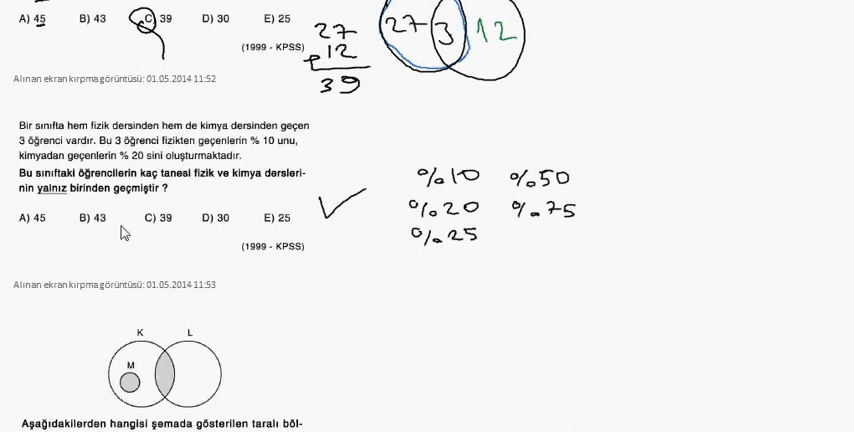 A) 45 B) 43 C) 39 D) 30 E) 25
(1999 - KPSS)
27
+ 12
39
27 3 12
Alınan ekran kırpma görüntüsü: 01.05.2014 11:52
Bir sınıfta hem fizik dersinden hem de kimya dersinden geçen
3 öğrenci vardır. Bu 3 öğrenci fizikten geçenlerin % 10 unu,
kimyadan geçenlerin % 20 sini oluşturmaktadır.
Bu sınıftaki öğrencilerin kaç tanesi fizik ve kimya dersleri-
nin yalnız birinden geçmiştir ?
A) 45 B) 43 C) 39 D) 30 E) 25
(1999 - KPSS)
%10 %50
%20 %75
%25
Alınan ekran kırpma görüntüsü: 01.05.2014 11:53
K L
M
Aşağıdakilerden hangisi şemada gösterilen taralı böl-